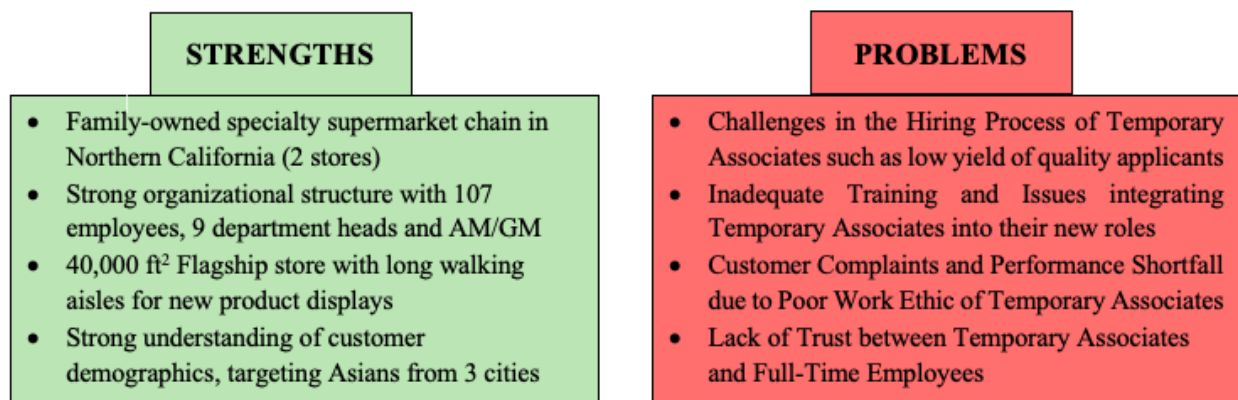 STRENGTHS
• Family-owned specialty supermarket chain in
Northern California (2 stores)
• Strong organizational structure with 107
employees, 9 department heads and AM/GM
• 40,000 ft² Flagship store with long walking
aisles for new product displays
• Strong understanding of customer
demographics, targeting Asians from 3 cities
PROBLEMS
• Challenges in the Hiring Process of Temporary
Associates such as low yield of quality applicants
• Inadequate Training and Issues integrating
Temporary Associates into their new roles
• Customer Complaints and Performance Shortfall
due to Poor Work Ethic of Temporary Associates
• Lack of Trust between Temporary Associates
and Full-Time Employees